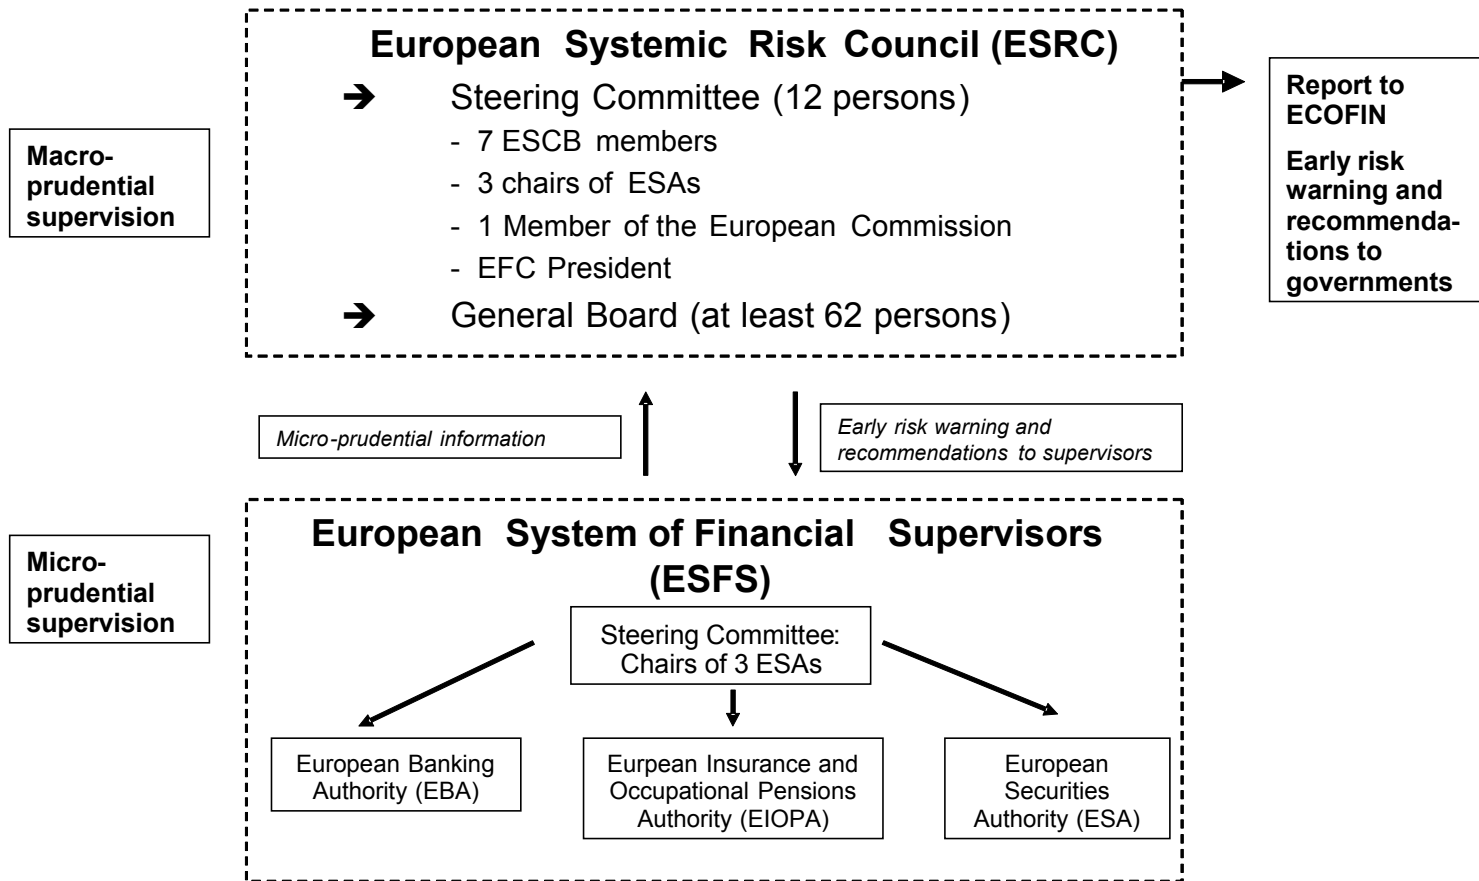 European Systemic Risk Council (ESRC)
➔ Steering Committee (12 persons)
- 7 ESCB members
- 3 chairs of ESAs
- 1 Member of the European Commission
- EFC President
➔ General Board (at least 62 persons)
Macro-
prudential
supervision
Report to
ECOFIN
Early risk
warning and
recommenda-
tions to
governments
Micro-prudential information
Early risk warning and
recommendations to supervisors
Micro-
prudential
supervision
European System of Financial Supervisors
(ESFS)
Steering Committee:
Chairs of 3 ESAs
European Banking
Authority (EBA)
Eurpean Insurance and
Occupational Pensions
Authority (EIOPA)
European
Securities
Authority (ESA)